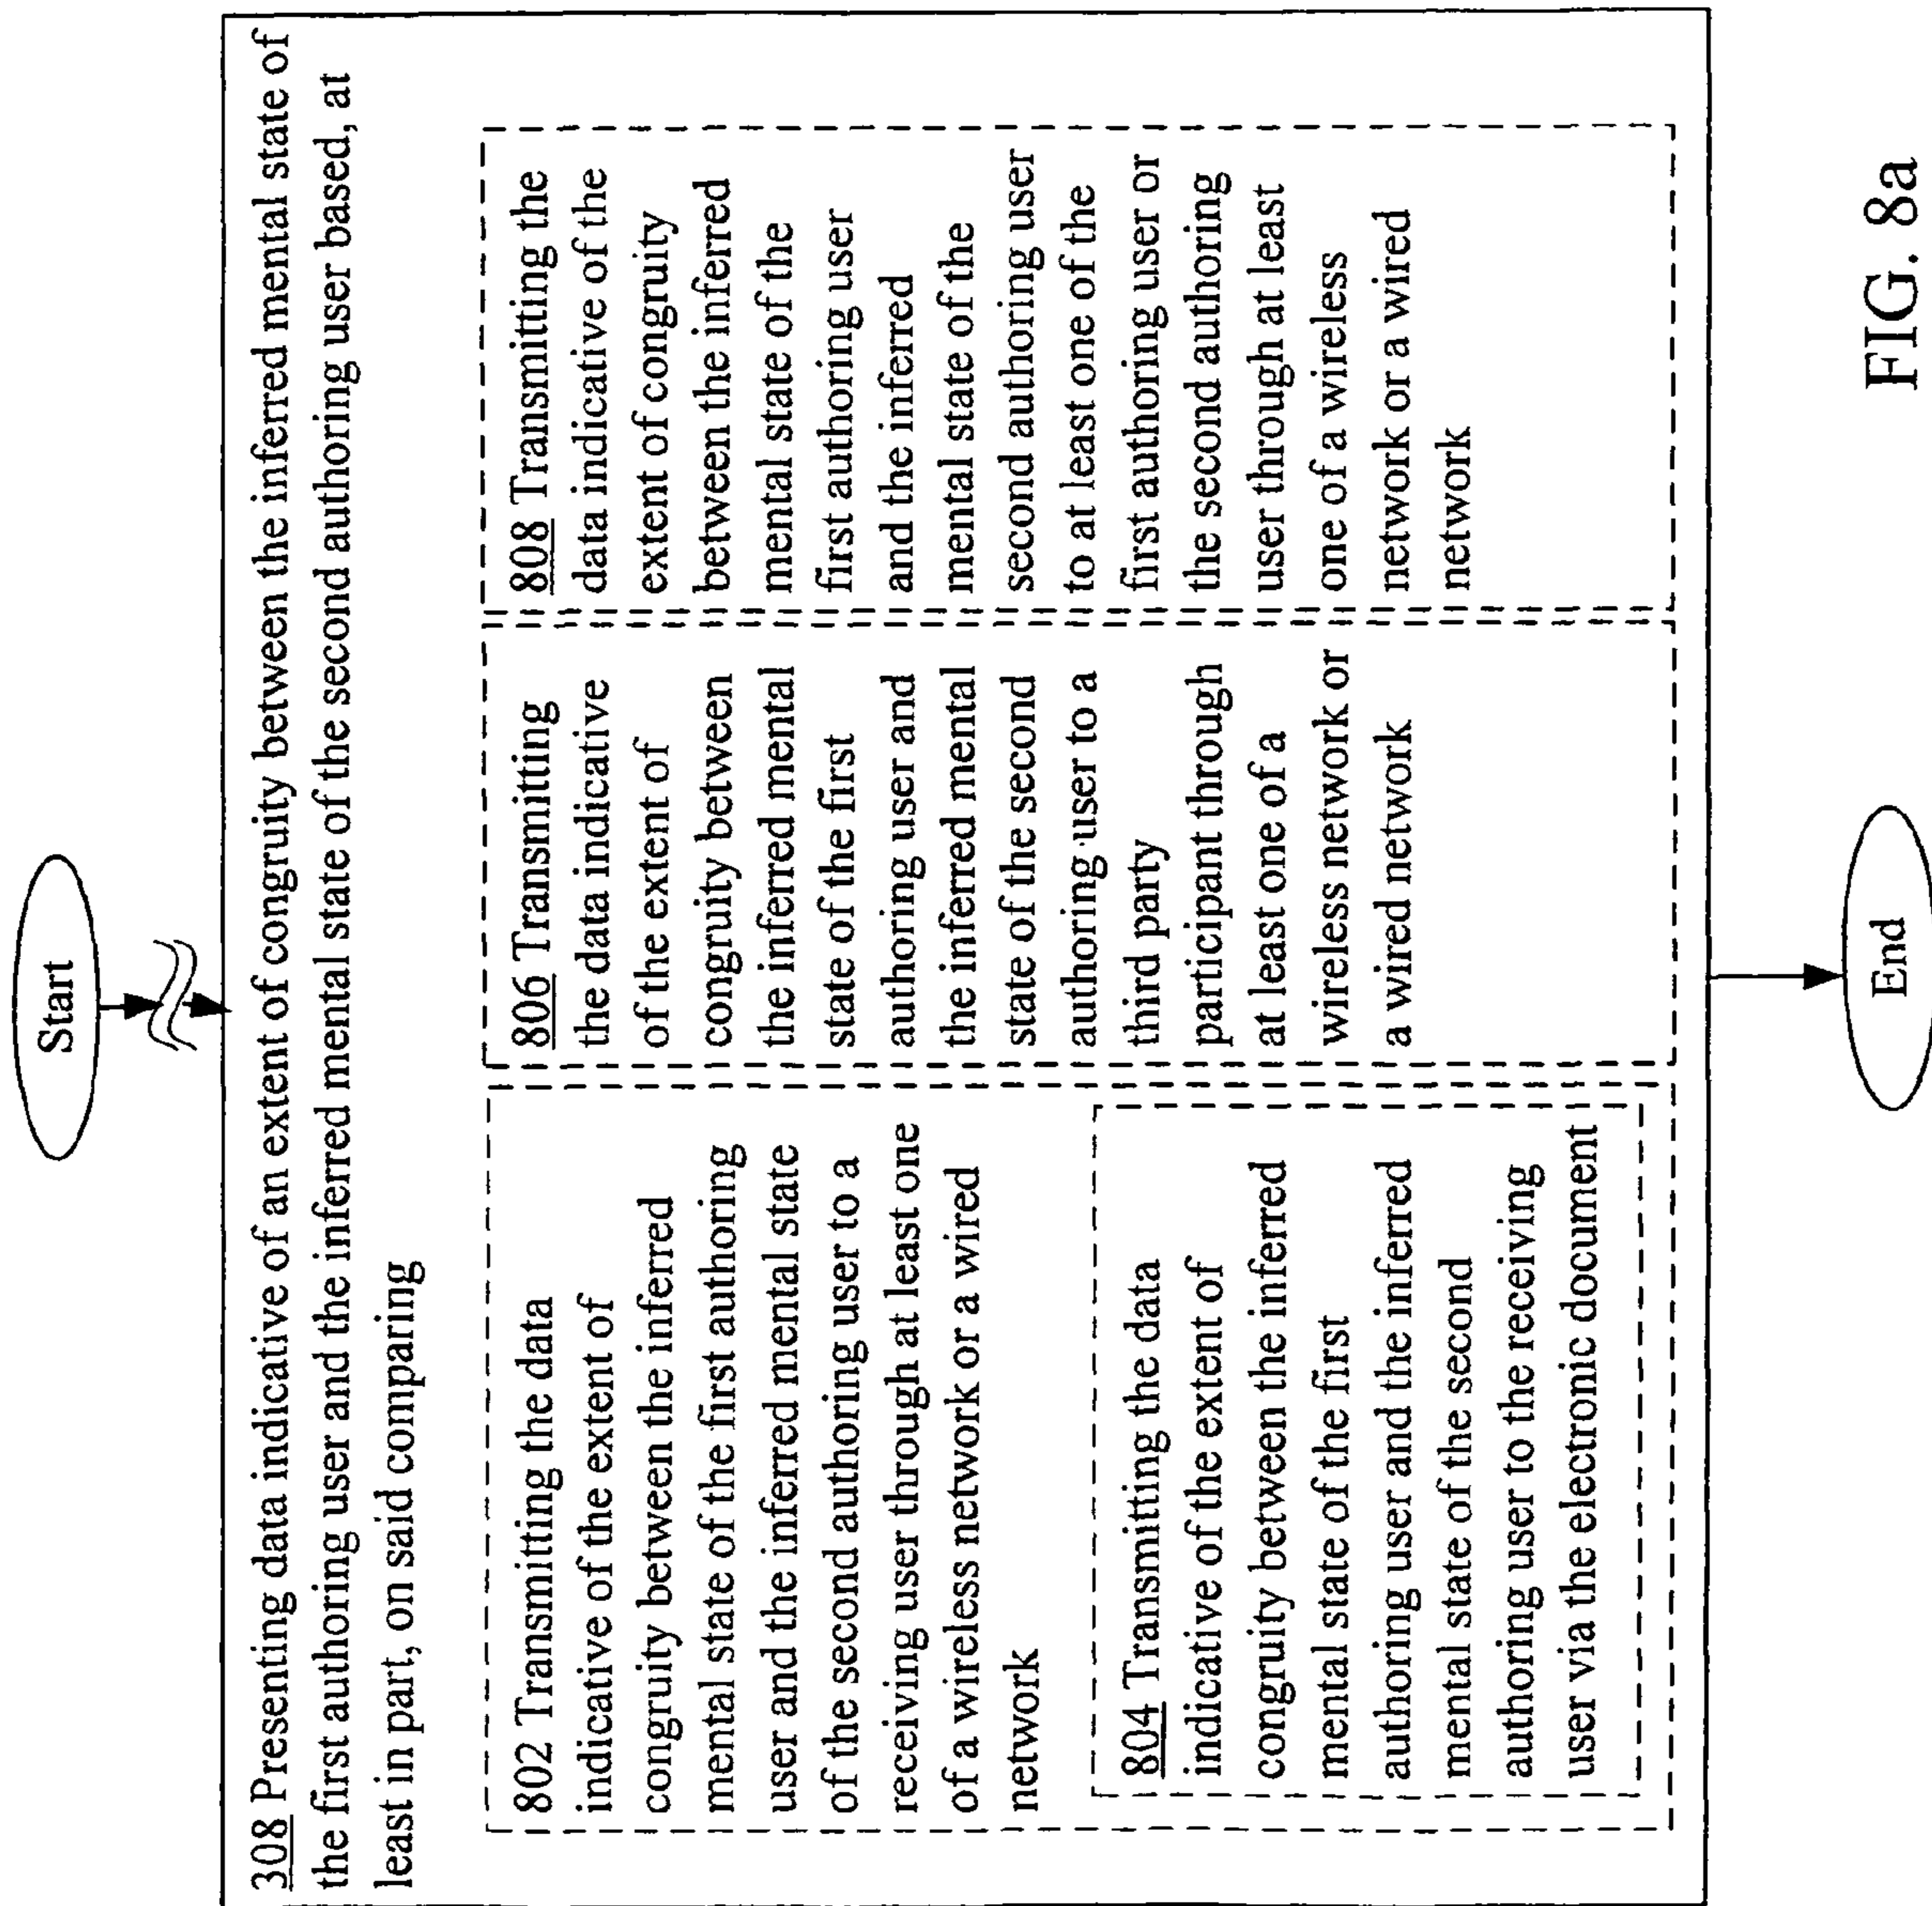 Start
308 Presenting data indicative of an extent of congruity between the inferred mental state of
the first authoring user and the inferred mental state of the second authoring user based, at
least in part, on said comparing
802 Transmitting the data
indicative of the extent of
congruity between the inferred
mental state of the first authoring
user and the inferred mental state
of the second authoring user to a
receiving user through at least one
of a wireless network or a wired
network
804 Transmitting the data
indicative of the extent of
congruity between the inferred
mental state of the first
authoring user and the inferred
mental state of the second
authoring user to the receiving
user via the electronic document
806 Transmitting
the data indicative
of the extent of
congruity between
the inferred mental
state of the first
authoring user and
the inferred mental
state of the second
authoring user to a
third party
participant through
at least one of a
wireless network or
a wired network
808 Transmitting the
data indicative of the
extent of congruity
between the inferred
mental state of the
first authoring user
and the inferred
mental state of the
second authoring user
to at least one of the
first authoring user or
the second authoring
user through at least
one of a wireless
network or a wired
network
End
FIG. 8a